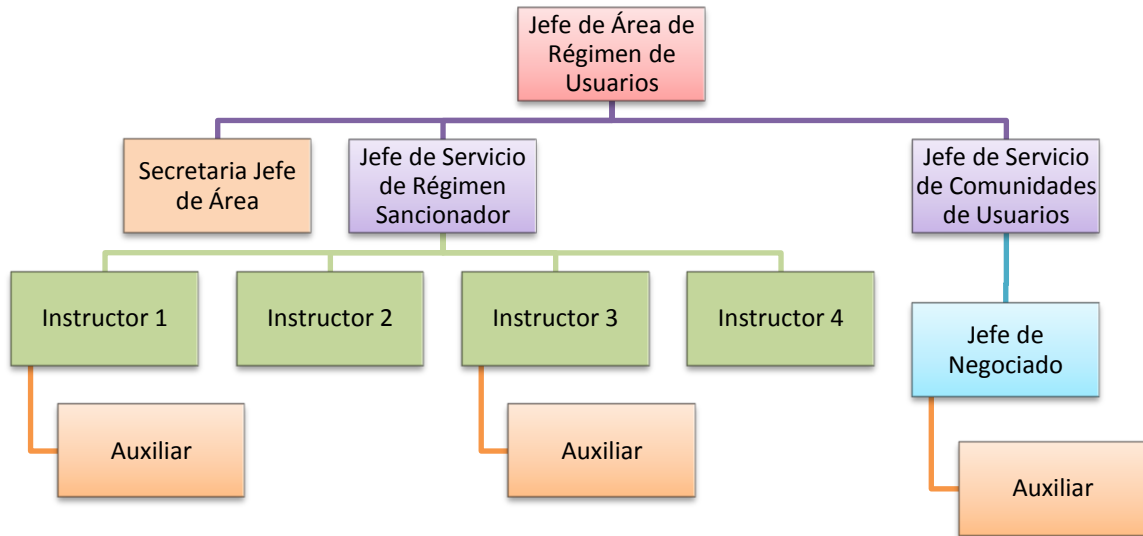 Jefe de Área de
Régimen de
Usuarios
Secretaria Jefe
de Área
Jefe de Servicio
de Régimen
Sancionador
Jefe de Servicio
de Comunidades
de Usuarios
Instructor 1
Instructor 2
Instructor 3
Instructor 4
Jefe de
Negociado
Auxiliar
Auxiliar
Auxiliar